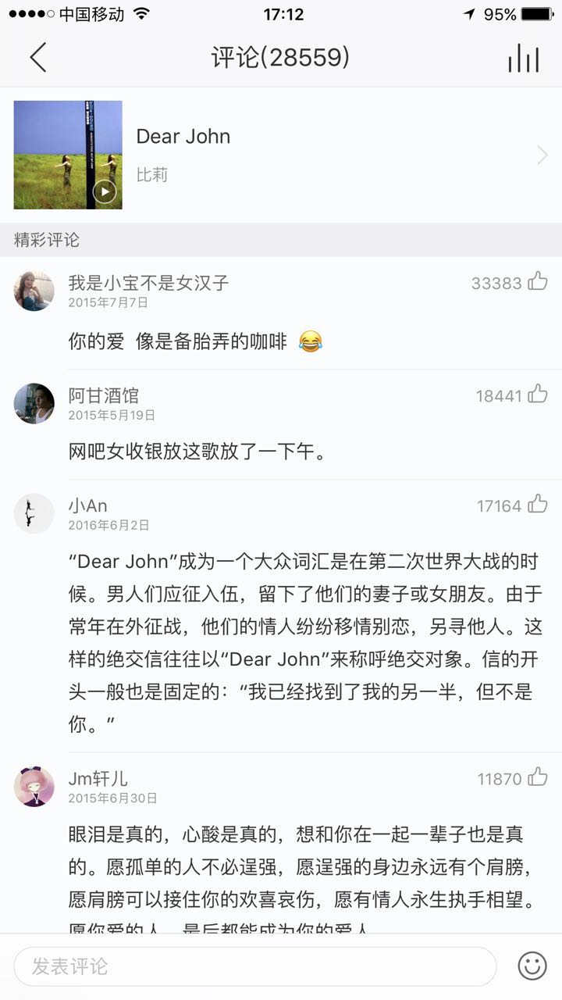 中国移动 17:12 95%
评论(28559)
Dear John
比莉
精彩评论
我是小宝不是女汉子 33383
2015年7月7日
你的爱 像是备胎弄的咖啡 😂
阿甘酒馆 18441
2015年5月19日
网吧女收银放这歌放了一下午。
小An 17164
2016年6月2日
“Dear John”成为一个大众词汇是在第二次世界大战的时
候。男人们应征入伍，留下了他们的妻子或女朋友。由于
常年在外征战，他们的情人纷纷移情别恋，另寻他人。这
样的绝交信往往以“Dear John”来称呼绝交对象。信的开
头一般也是固定的：“我已经找到了我的另一半，但不是
你。”
Jm轩儿 11870
2015年6月30日
眼泪是真的，心酸是真的，想和你在一起一辈子也是真
的。愿孤单的人不必逞强，愿逞强的身边永远有个肩膀，
愿肩膀可以接住你的欢喜哀伤，愿有情人永生执手相望。
愿你爱的人，最后都能成为你的爱人
发表评论